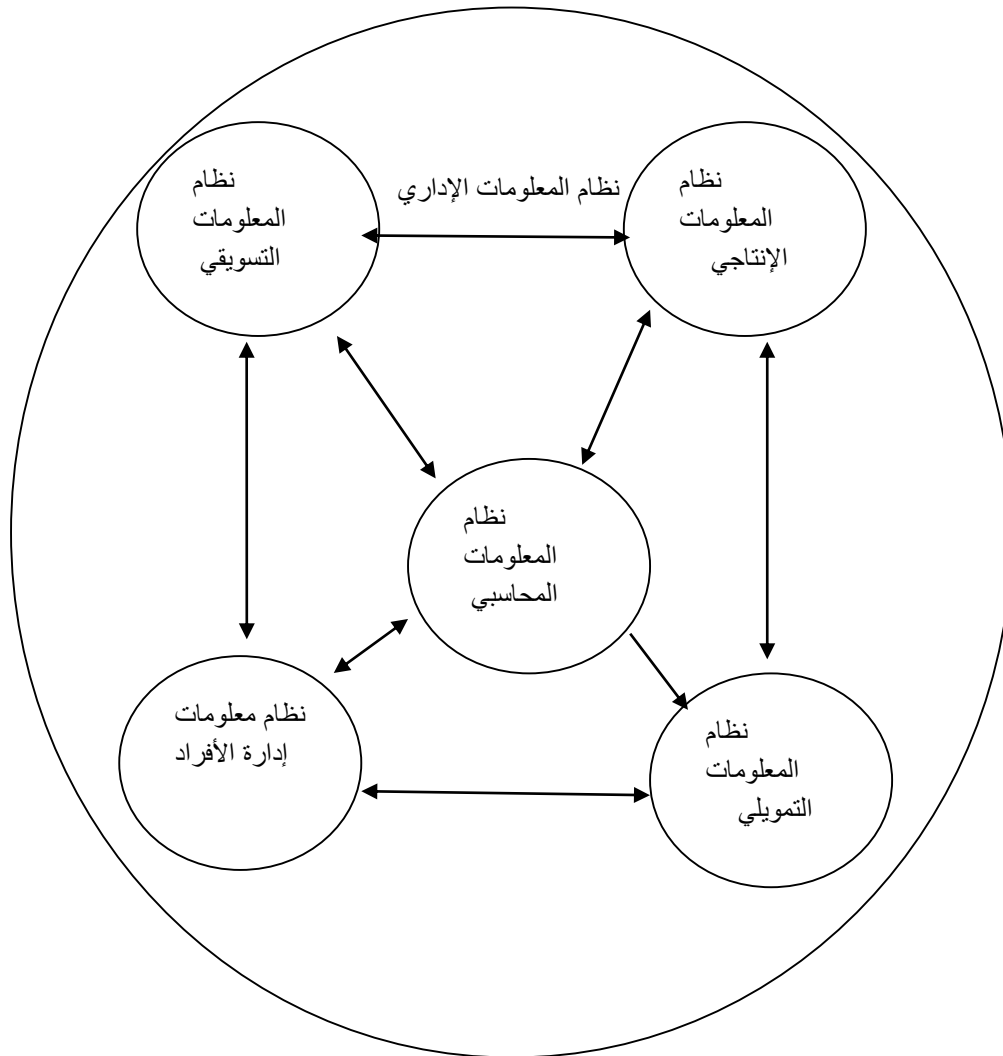 نظام المعلومات الإداري
نظام
المعلومات
الإنتاجي
نظام
المعلومات
التسويقي
نظام
المعلومات
المحاسبي
نظام
المعلومات
التمويلي
نظام معلومات
إدارة الأفراد